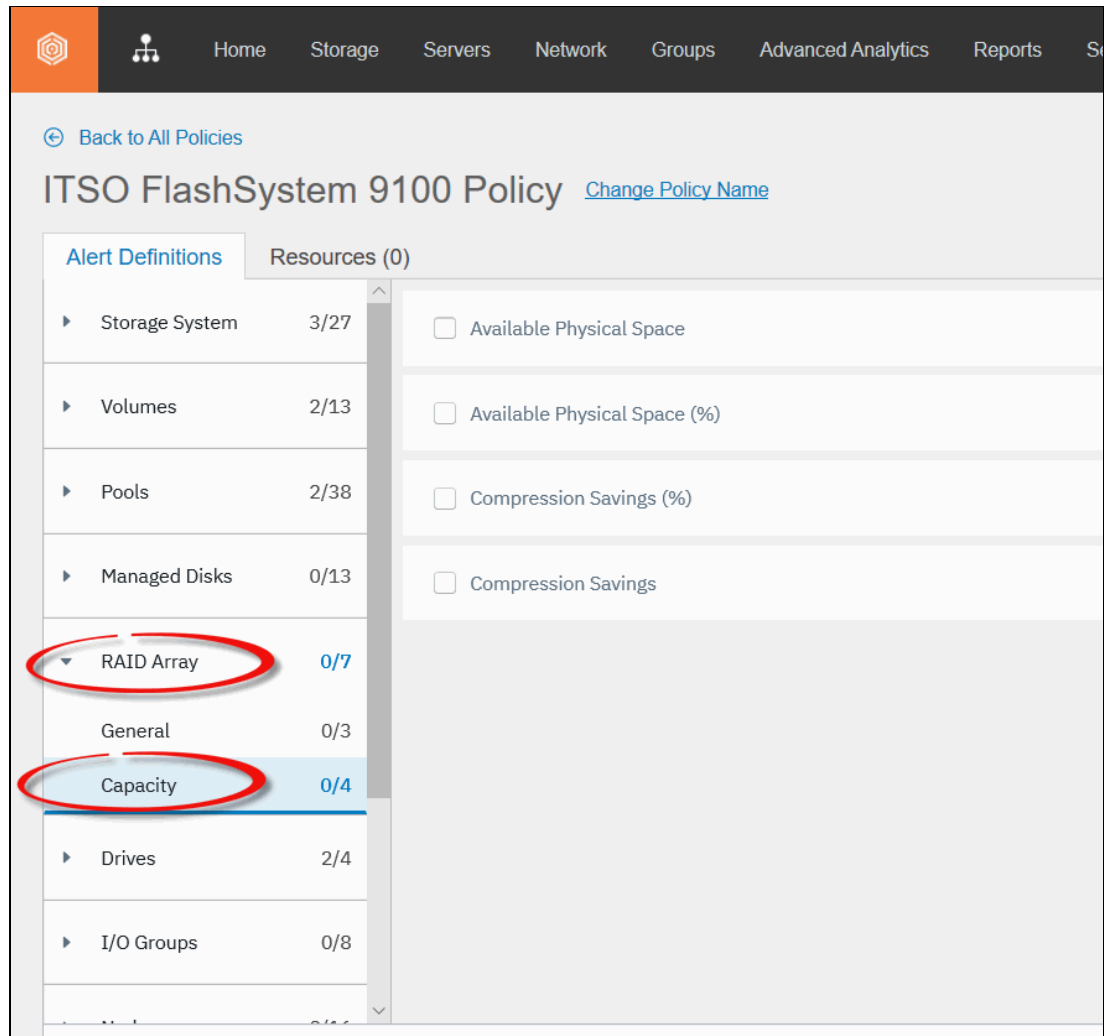 Home Storage Servers Network Groups Advanced Analytics Reports
Back to All Policies
ITSO FlashSystem 9100 Policy Change Policy Name
Alert Definitions Resources (0)
Storage System 3/27
Available Physical Space
Volumes 2/13
Available Physical Space (%)
Pools 2/38
Compression Savings (%)
Managed Disks 0/13
Compression Savings
RAID Array 0/7
General 0/3
Capacity 0/4
Drives 2/4
I/O Groups 0/8